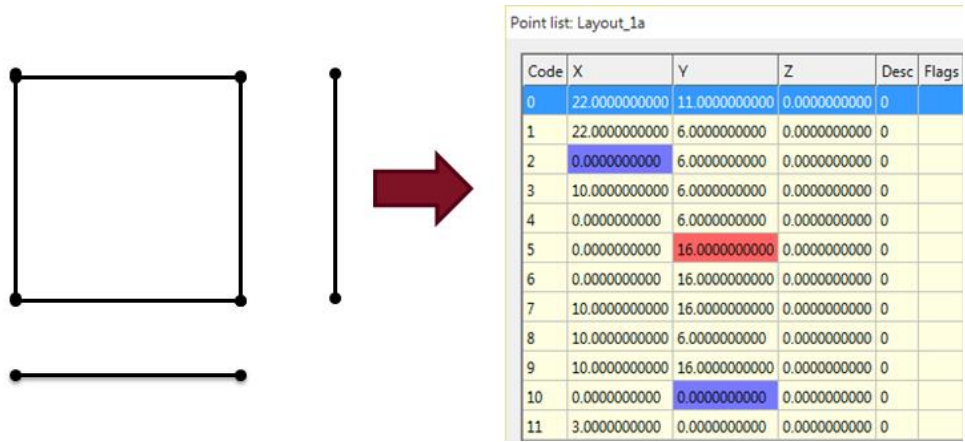 Point list: Layout_1a
Code X Y Z Desc Flags
0 22.0000000000 11.0000000000 0.0000000000 0
1 22.0000000000 6.0000000000 0.0000000000 0
2 0.0000000000 6.0000000000 0.0000000000 0
3 10.0000000000 6.0000000000 0.0000000000 0
4 0.0000000000 6.0000000000 0.0000000000 0
5 0.0000000000 16.0000000000 0.0000000000 0
6 0.0000000000 16.0000000000 0.0000000000 0
7 10.0000000000 16.0000000000 0.0000000000 0
8 10.0000000000 6.0000000000 0.0000000000 0
9 10.0000000000 16.0000000000 0.0000000000 0
10 0.0000000000 0.0000000000 0.0000000000 0
11 3.0000000000 0.0000000000 0.0000000000 0